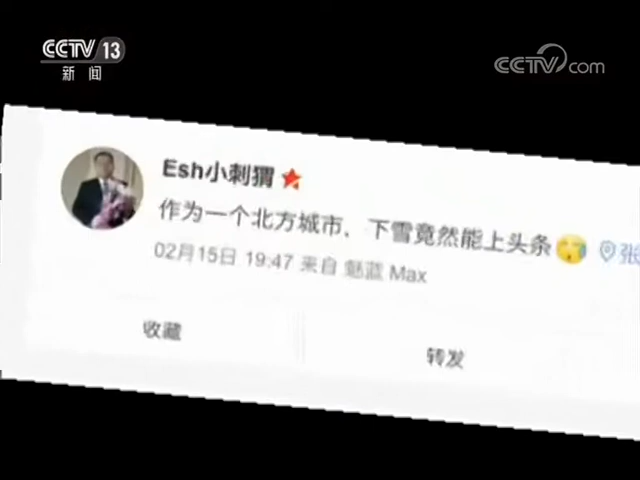 CCTV 13
新闻
CCTV.com
Esh小刺猬
作为一个北方城市，下雪竟然能上头条
张
02月15日 19:47 来自 魅蓝 Max
收藏
转发